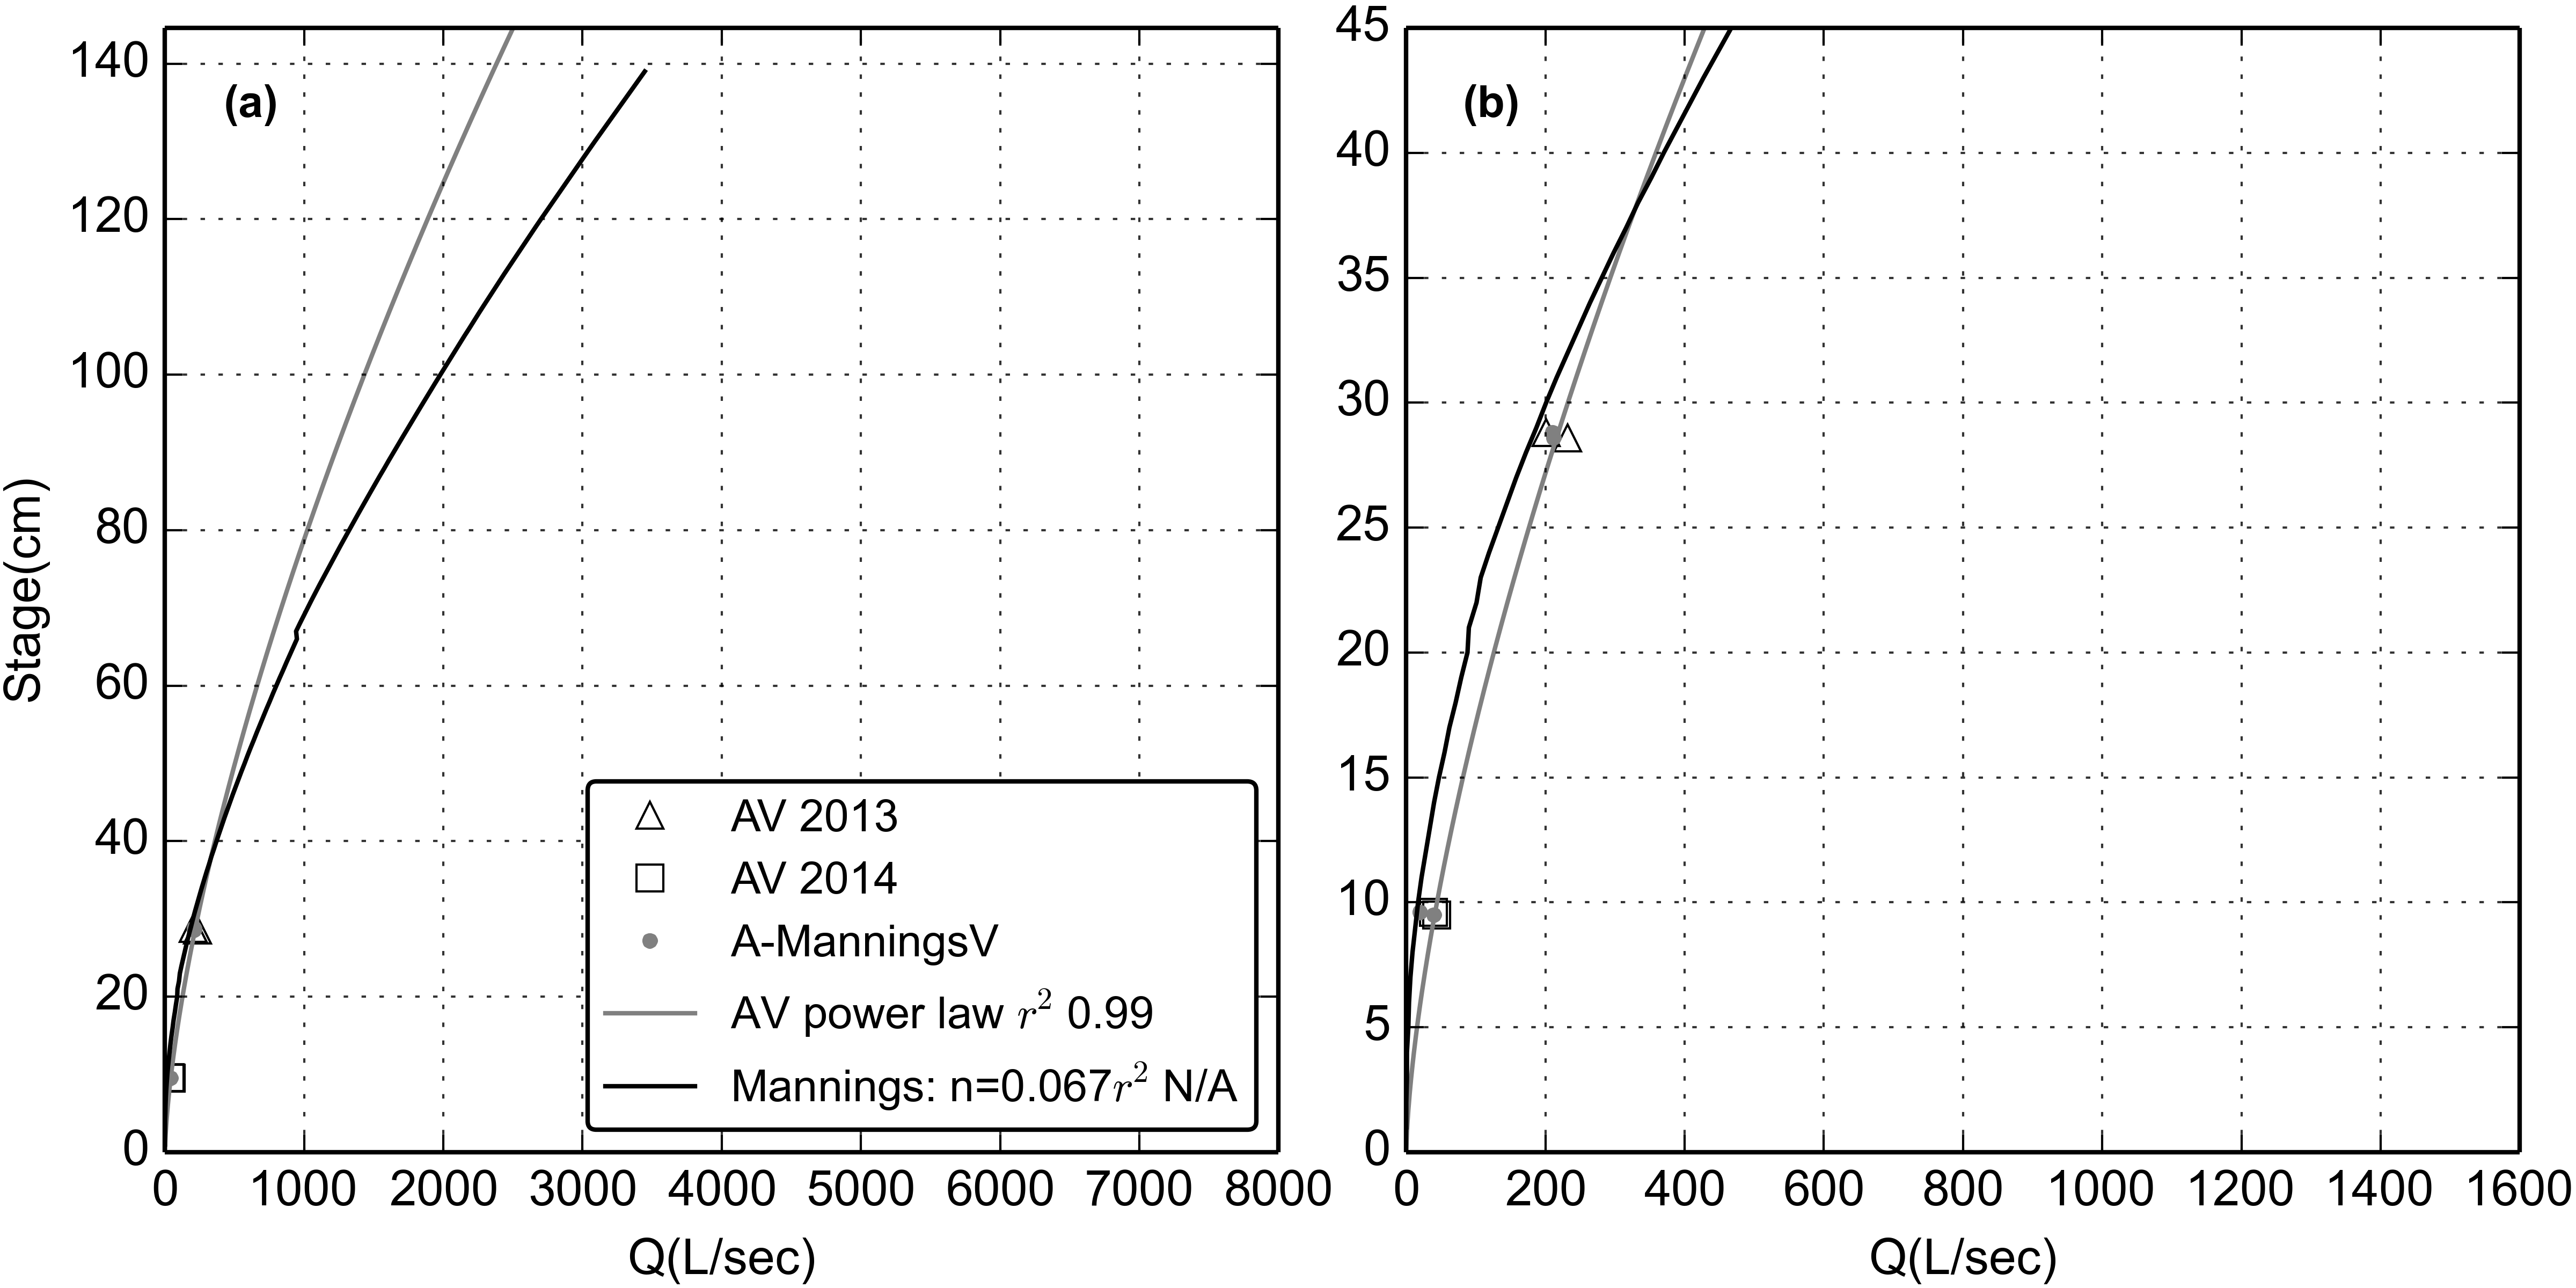 (a)
140
120
100
80
60
40
20
0
Stage(cm)
AV 2013
AV 2014
A-ManningsV
AV power law r² 0.99
Mannings: n=0.067r² N/A
0 1000 2000 3000 4000 5000 6000 7000 8000
Q(L/sec)
(b)
45
40
35
30
25
20
15
10
5
0
0 200 400 600 800 1000 1200 1400 1600
Q(L/sec)